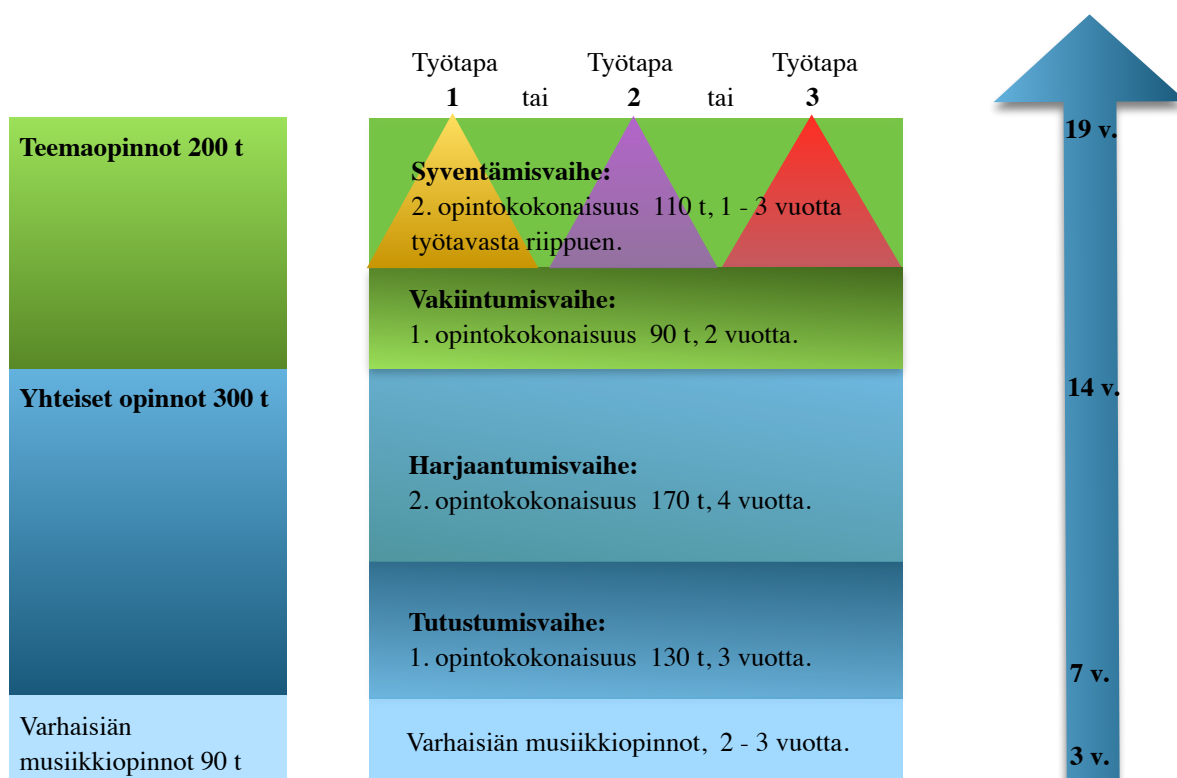 Työtapa Työtapa Työtapa
1 tai 2 tai 3
Teemaopinnot 200 t
Syventämisvaihe:
2. opintokokonaisuus 110 t, 1 - 3 vuotta
työtavasta riippuen.
Vakiintumisvaihe:
1. opintokokonaisuus 90 t, 2 vuotta.
Yhteiset opinnot 300 t
Harjaantumisvaihe:
2. opintokokonaisuus 170 t, 4 vuotta.
Tutustumisvaihe:
1. opintokokonaisuus 130 t, 3 vuotta.
Varhaisiän
musiikkiopinnot 90 t
Varhaisiän musiikkiopinnot, 2 - 3 vuotta.
19 v.
14 v.
7 v.
3 v.